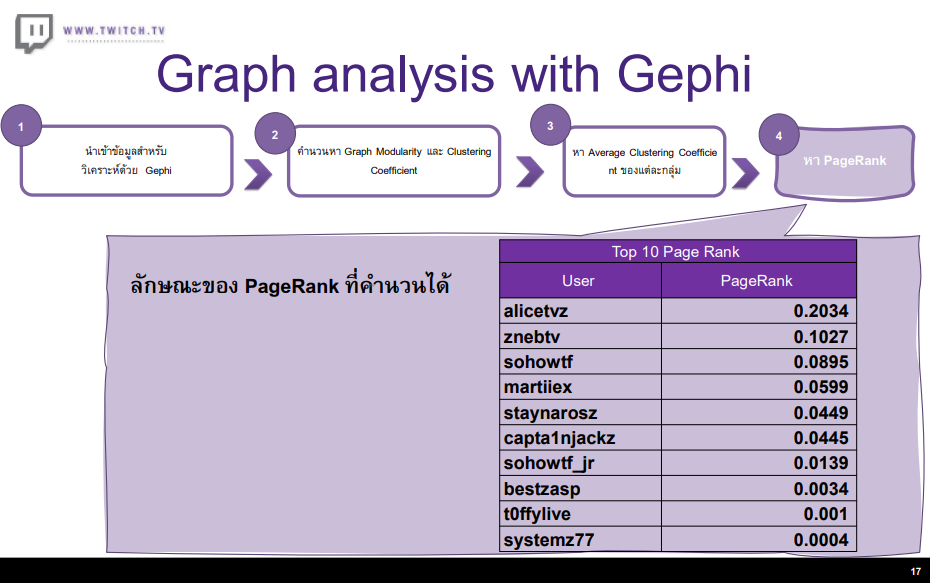 WWW.TWITCH.TV
Graph analysis with Gephi
1
นำเข้าข้อมูลสำหรับ
วิเคราะห์ด้วย Gephi
2
คำนวนหา Graph Modularity และ Clustering
Coefficient
3
หา Average Clustering Coefficie
nt ของแต่ละกลุ่ม
4
หา PageRank
ลักษณะของ PageRank ที่คำนวนได้
Top 10 Page Rank
User PageRank
alicetvz 0.2034
znebtv 0.1027
sohowtf 0.0895
martiiex 0.0599
staynarosz 0.0449
capta1njackz 0.0445
sohowtf_jr 0.0139
bestzasp 0.0034
t0ffylive 0.001
systemz77 0.0004
17